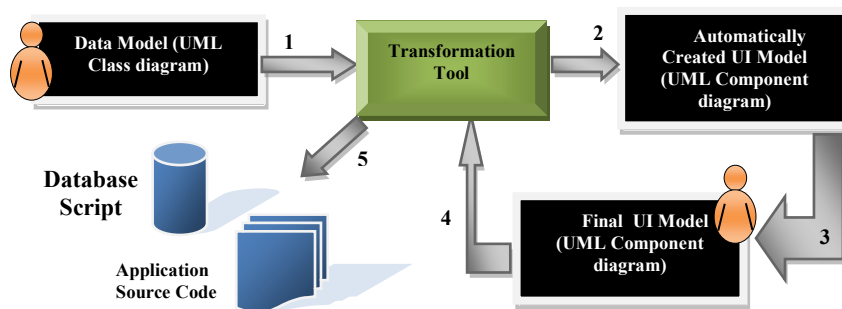 Data Model (UML
Class diagram)
1
Transformation
Tool
2
Automatically
Created UI Model
(UML Component
diagram)
3
Final UI Model
(UML Component
diagram)
4
5
Database
Script
Application
Source Code